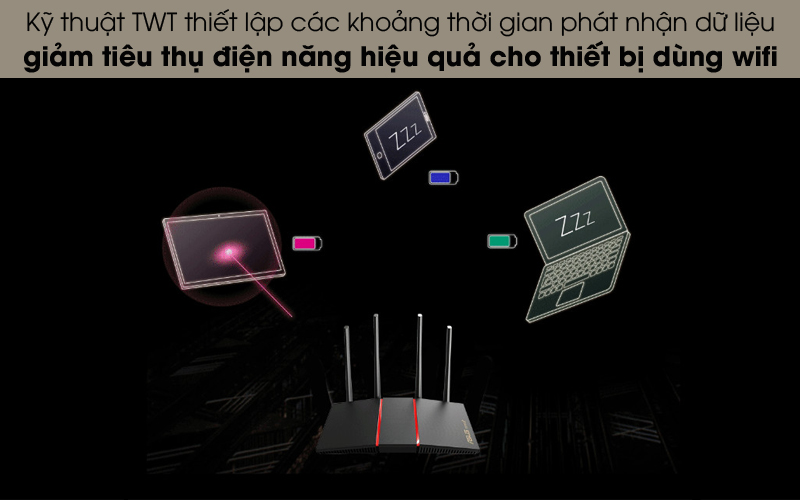 Kỹ thuật TWT thiết lập các khoảng thời gian phát nhận dữ liệu
giảm tiêu thụ điện năng hiệu quả cho thiết bị dùng wifi
ZZZ
ZZZ